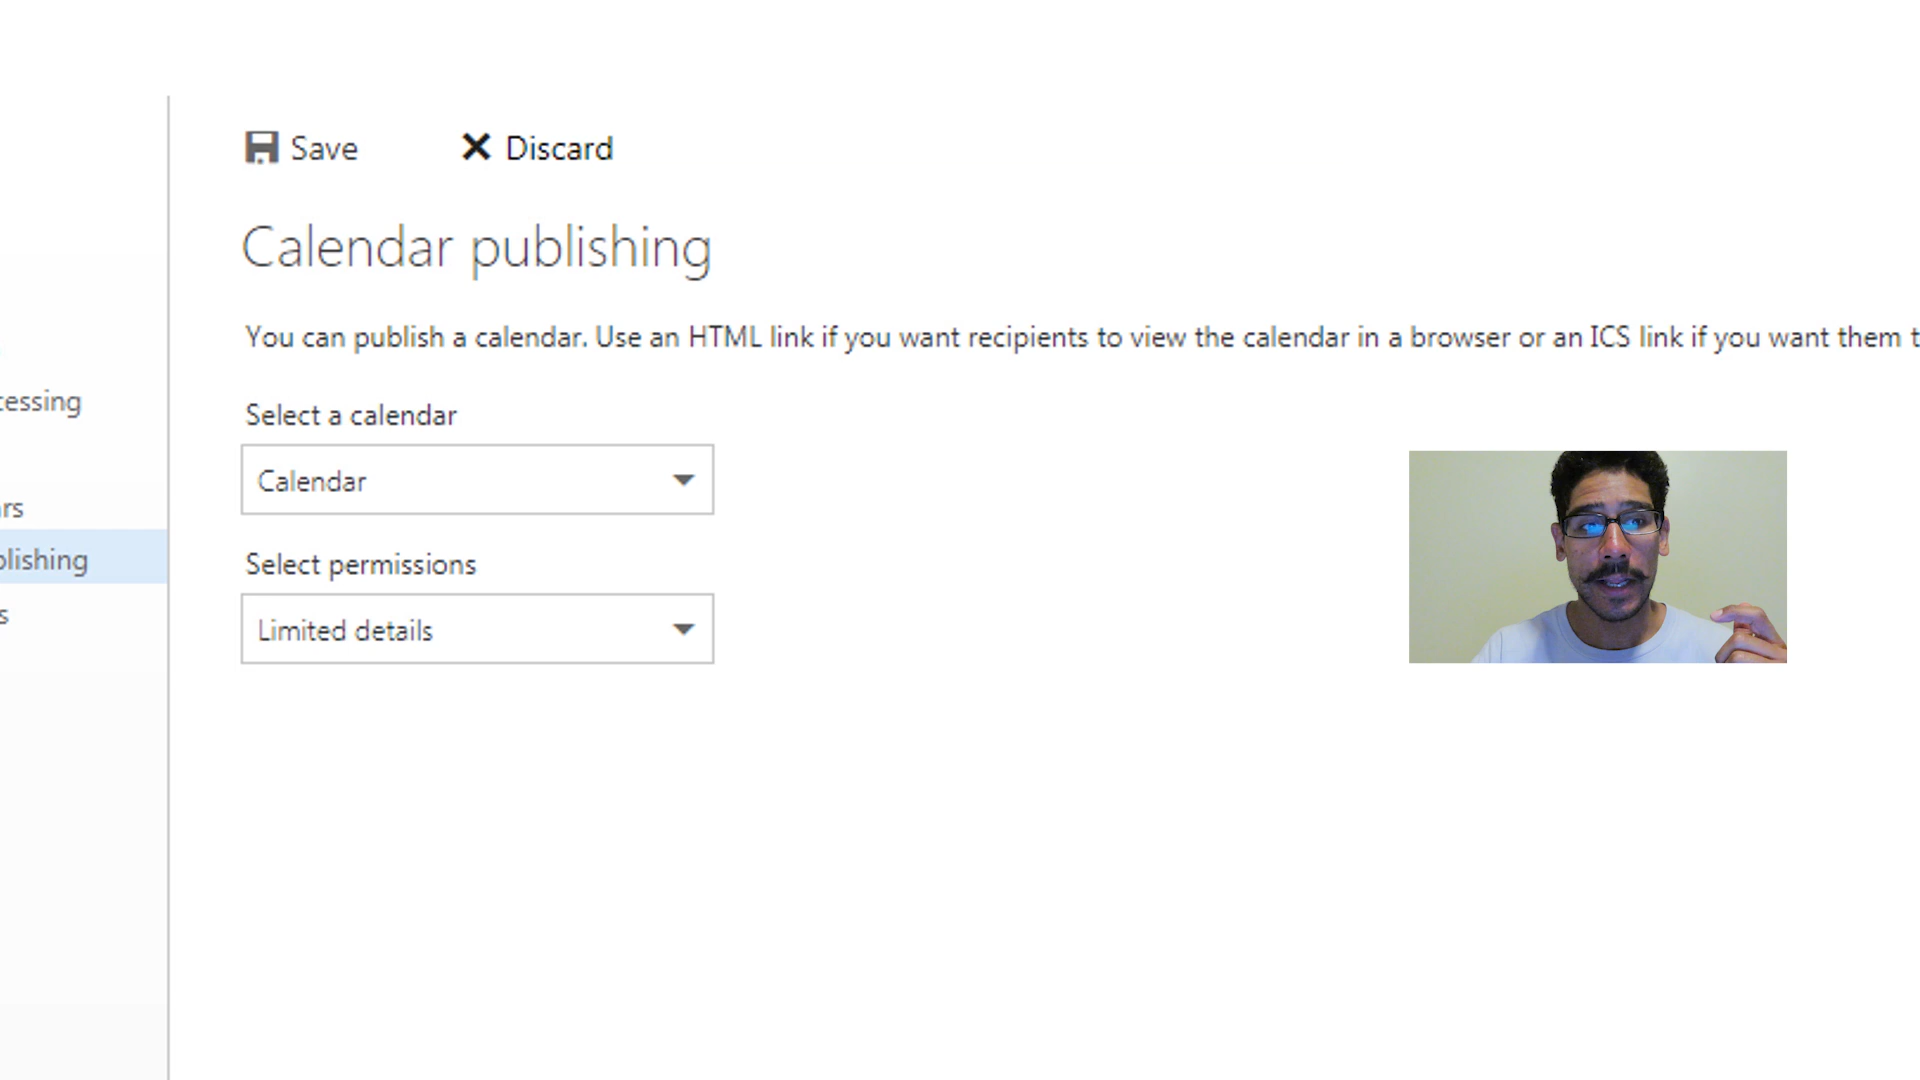 Save Discard
Calendar publishing
You can publish a calendar. Use an HTML link if you want recipients to view the calendar in a browser or an ICS link if you want them t
cessing
Select a calendar
Calendar
rs
plishing
Select permissions
s
Limited details